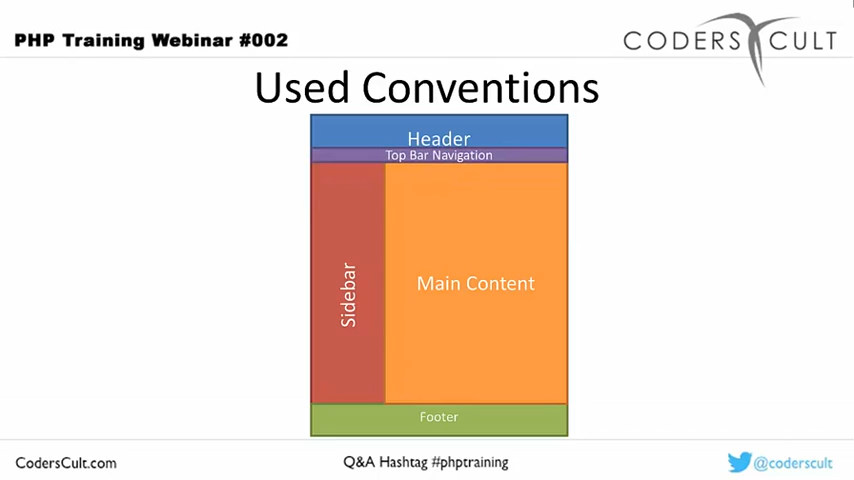 PHP Training Webinar #002
CODERS CULT
Used Conventions
Header
Top Bar Navigation
Sidebar
Main Content
Footer
CodersCult.com
Q&A Hashtag #phptraining
@coderscult